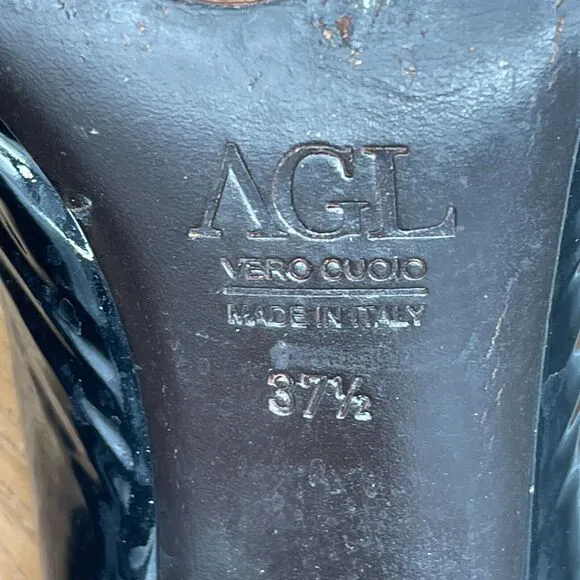 AGL
VERO CUOIO
MADE IN ITALY
37½